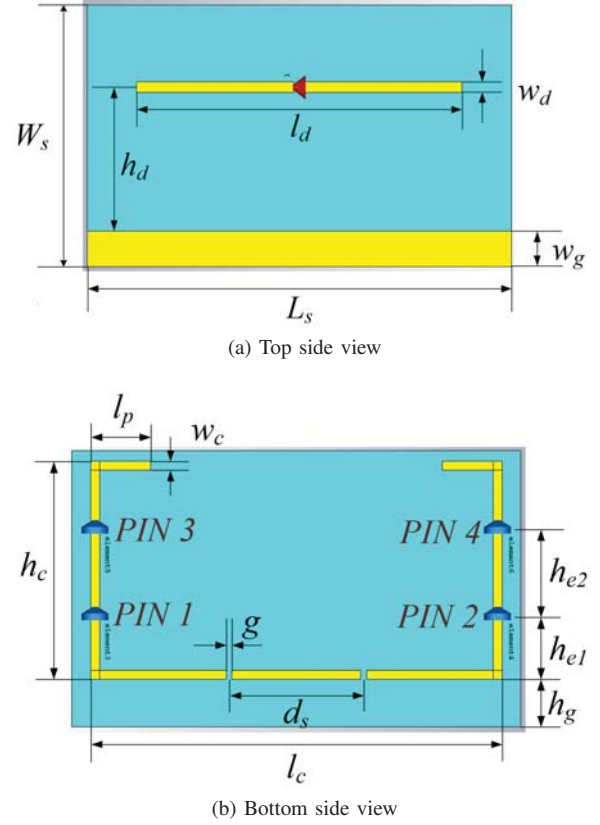 W_s
h_d
l_d
w_d
w_g
L_s
(a) Top side view
l_p
w_c
PIN 3
PIN 4
h_c
h_e2
PIN 1
g
PIN 2
h_e1
d_s
h_g
l_c
(b) Bottom side view